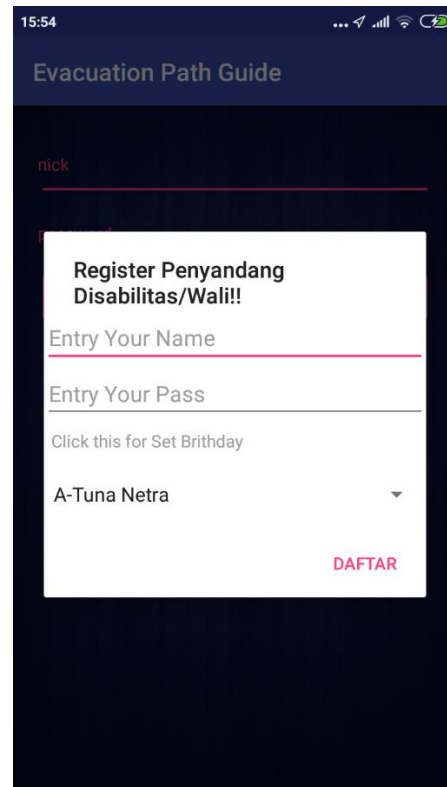 15:54
Evacuation Path Guide
nick
Register Penyandang
Disabilitas/Wali!!
Entry Your Name
Entry Your Pass
Click this for Set Brithday
A-Tuna Netra
DAFTAR